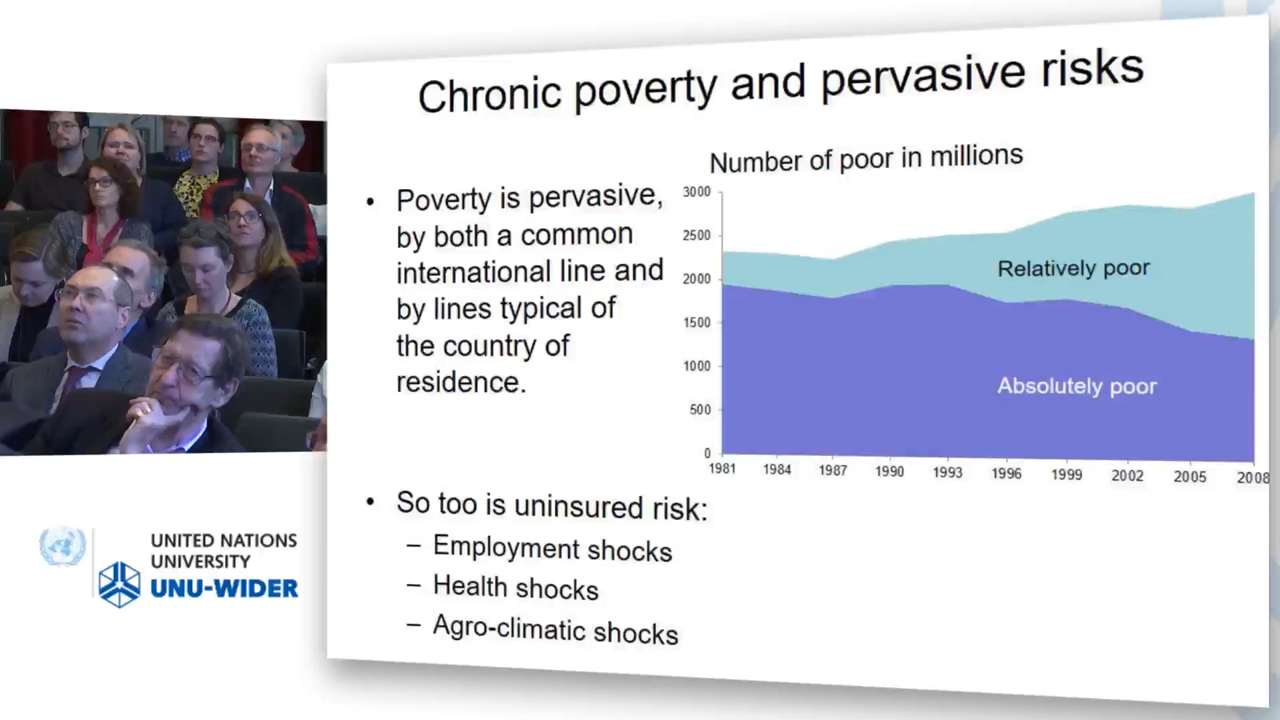 Chronic poverty and pervasive risks
• Poverty is pervasive,
by both a common
international line and
by lines typical of
the country of
residence.
Number of poor in millions
3000
2500
2000
1500
1000
500
0
1981 1984 1987 1990 1993 1996 1999 2002 2005 2008
Relatively poor
Absolutely poor
• So too is uninsured risk:
– Employment shocks
– Health shocks
– Agro-climatic shocks
UNITED NATIONS
UNIVERSITY
UNU-WIDER